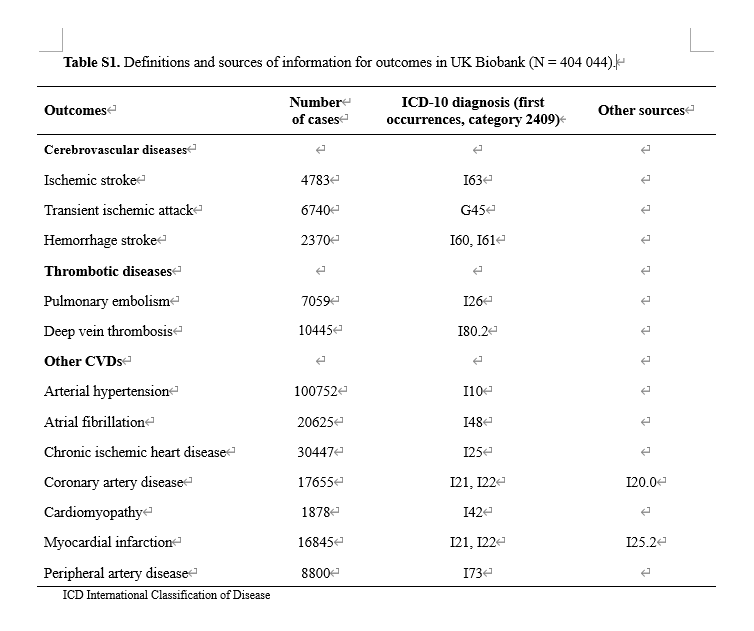 Table S1. Definitions and sources of information for outcomes in UK Biobank (N = 404 044).
Outcomes Number of cases ICD-10 diagnosis (first occurrences, category 2409) Other sources
Cerebrovascular diseases
Ischemic stroke 4783 I63
Transient ischemic attack 6740 G45
Hemorrhage stroke 2370 I60, I61
Thrombotic diseases
Pulmonary embolism 7059 I26
Deep vein thrombosis 10445 I80.2
Other CVDs
Arterial hypertension 100752 I10
Atrial fibrillation 20625 I48
Chronic ischemic heart disease 30447 I25
Coronary artery disease 17655 I21, I22 I20.0
Cardiomyopathy 1878 I42
Myocardial infarction 16845 I21, I22 I25.2
Peripheral artery disease 8800 I73
ICD International Classification of Disease